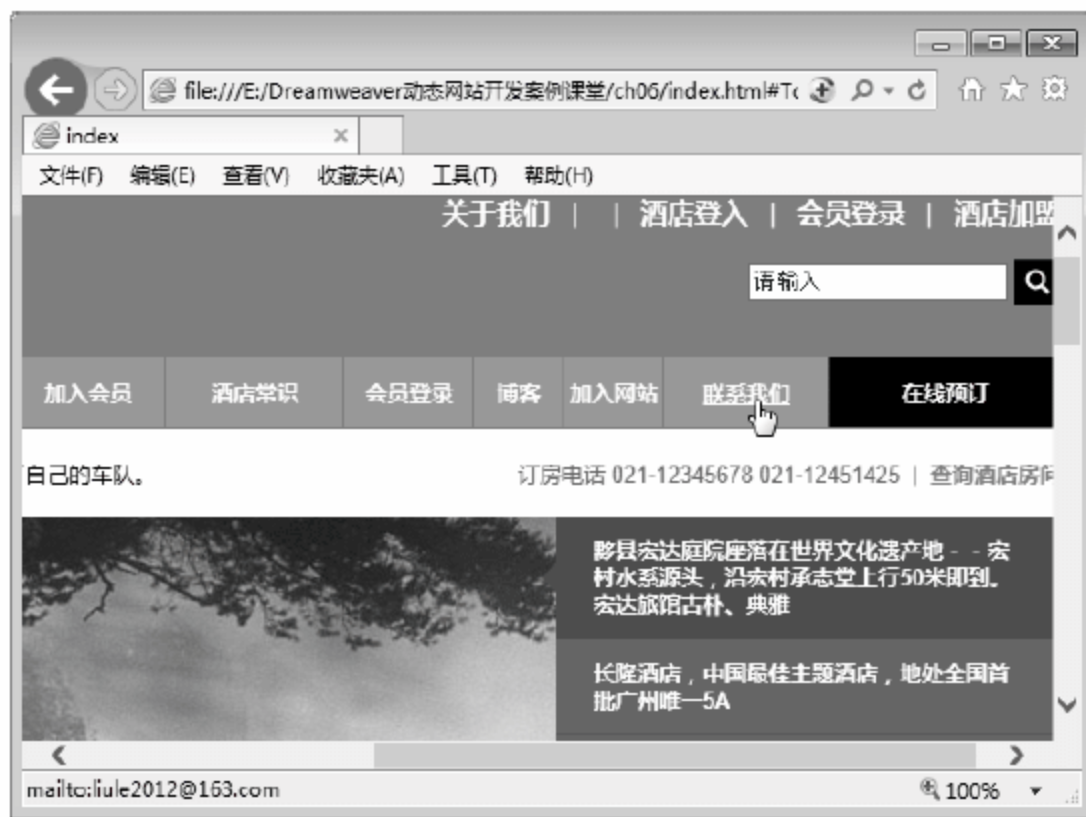 file:///E:/Dreamweaver动态网站开发案例课堂/ch06/index.html#Tc
index
文件(F) 编辑(E) 查看(V) 收藏夹(A) 工具(T) 帮助(H)
关于我们 | | 酒店登入 | 会员登录 | 酒店加盟
请输入
加入会员 酒店常识 会员登录 博客 加入网站 联系我们 在线预订
自己的车队。 订房电话 021-12345678 021-12451425 | 查询酒店房间
黟县宏达庭院座落在世界文化遗产地--宏
村水系源头，沿宏村承志堂上行50米即到。
宏达旅馆古朴、典雅
长隆酒店，中国最佳主题酒店，地处全国首
批广州唯一5A
mailto:liule2012@163.com 100%